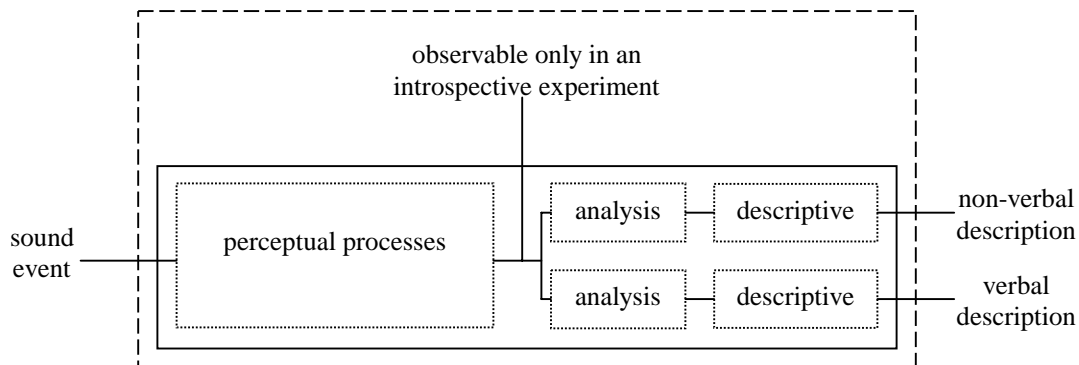 observable only in an
introspective experiment
sound
event
perceptual processes
analysis
descriptive
non-verbal
description
analysis
descriptive
verbal
description